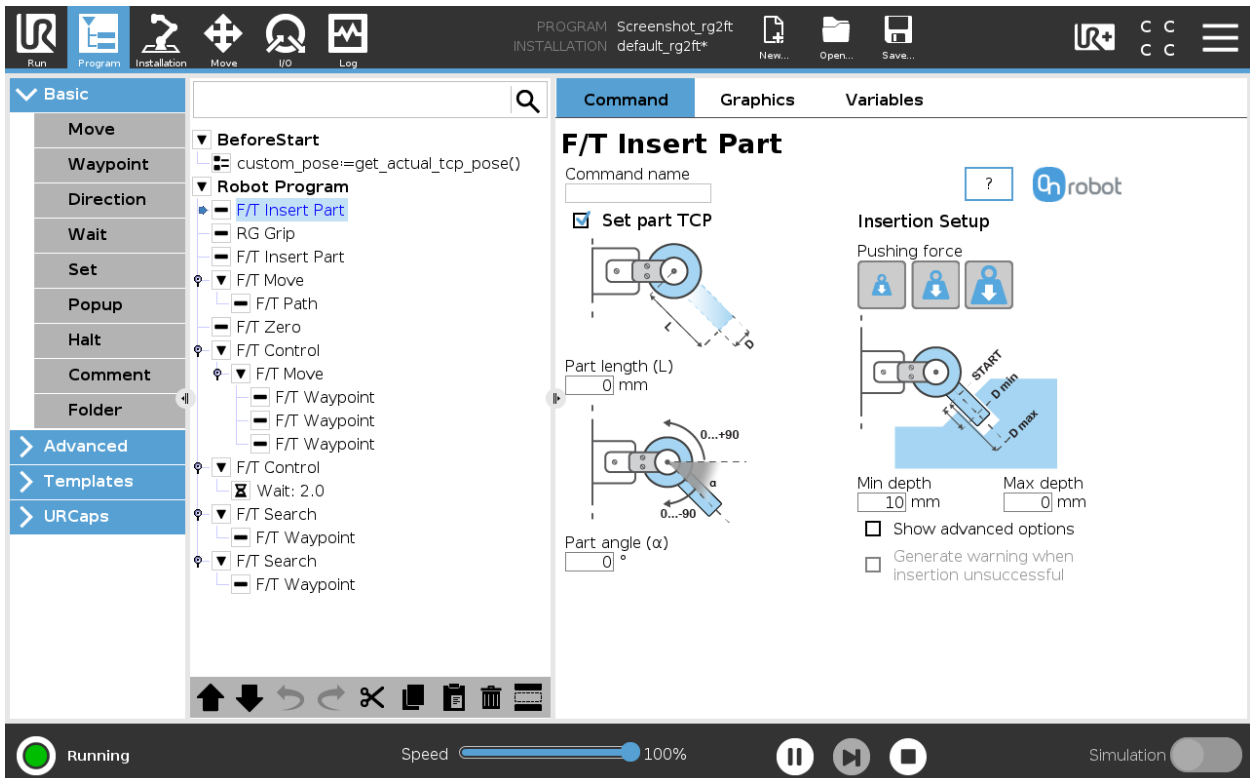 PROGRAM Screenshot_rg2ft
INSTALLATION default_rg2ft*
UR
Run
Program
Installation
Move
I/O
Log
New...
Open...
Save...
UR+
C C
C C
Basic
Move
Waypoint
Direction
Wait
Set
Popup
Halt
Comment
Folder
Advanced
Templates
URCaps
BeforeStart
custom_pose≔get_actual_tcp_pose()
Robot Program
F/T Insert Part
RG Grip
F/T Insert Part
F/T Move
F/T Path
F/T Zero
F/T Control
F/T Move
F/T Waypoint
F/T Waypoint
F/T Waypoint
F/T Control
Wait: 2.0
F/T Search
F/T Waypoint
F/T Search
F/T Waypoint
Command Graphics Variables
F/T Insert Part
Command name
? On robot
Set part TCP
L
D
Part length (L)
0 mm
0...+90
α
0...-90
Part angle (α)
0 °
Insertion Setup
Pushing force
START
D min
F
D max
Min depth Max depth
10 mm 0 mm
Show advanced options
Generate warning when
insertion unsuccessful
Running
Speed 100%
Simulation